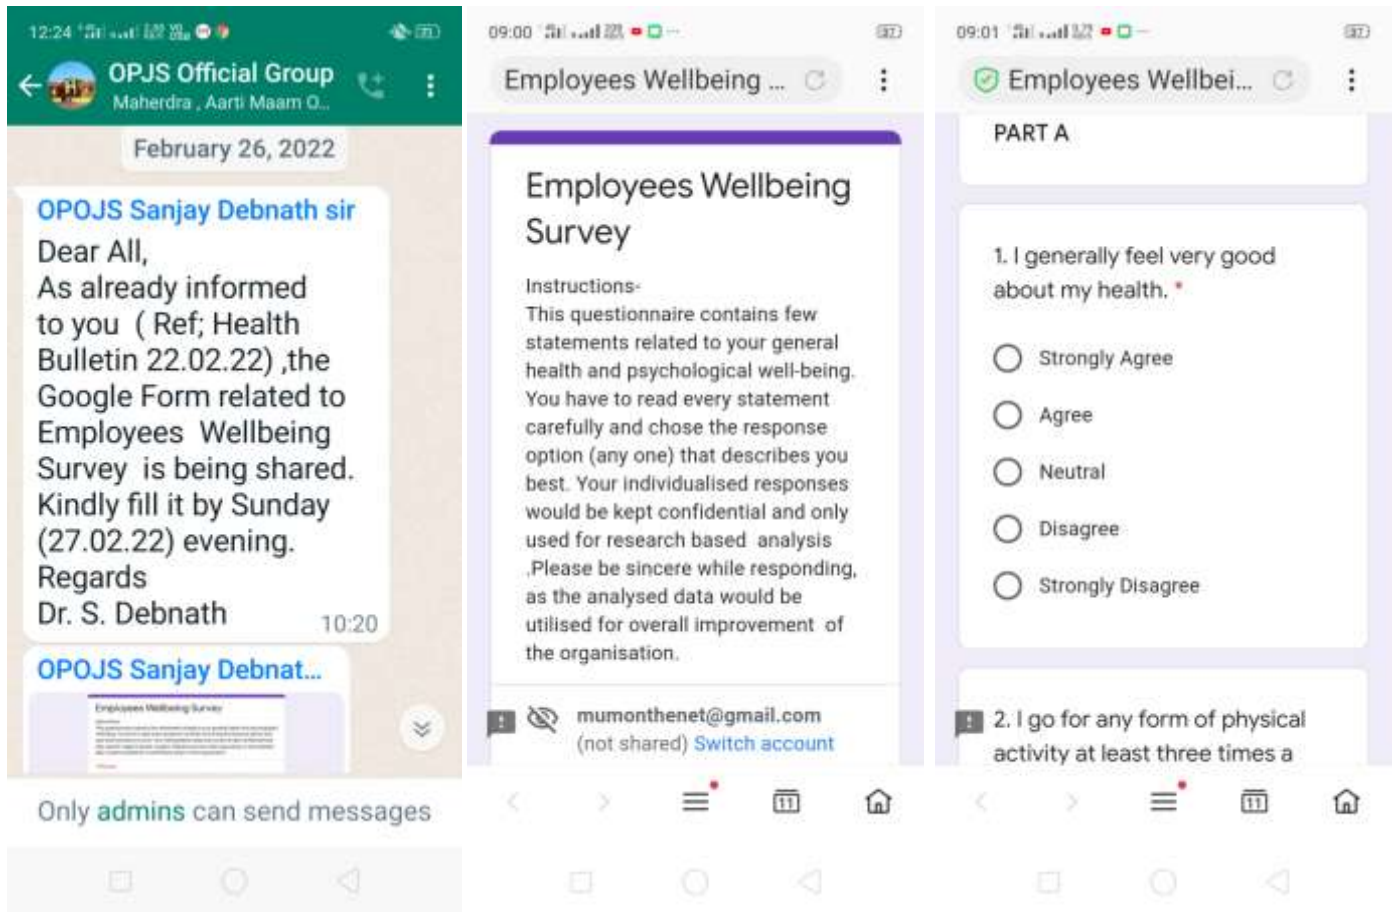 12:24
OPJS Official Group
Maherdra , Aarti Maam O...
February 26, 2022
OPOJS Sanjay Debnath sir
Dear All,
As already informed
to you ( Ref; Health
Bulletin 22.02.22) ,the
Google Form related to
Employees Wellbeing
Survey is being shared.
Kindly fill it by Sunday
(27.02.22) evening.
Regards
Dr. S. Debnath
10:20
OPOJS Sanjay Debnat...
Employees Wellbeing Survey
Only admins can send messages
09:00
37
Employees Wellbeing ...
Employees Wellbeing
Survey
Instructions-
This questionnaire contains few
statements related to your general
health and psychological well-being.
You have to read every statement
carefully and chose the response
option (any one) that describes you
best. Your individualised responses
would be kept confidential and only
used for research based analysis
.Please be sincere while responding,
as the analysed data would be
utilised for overall improvement of
the organisation.
mumonthenet@gmail.com
(not shared) Switch account
11
09:01
37
Employees Wellbei...
PART A
1. I generally feel very good
about my health. *
Strongly Agree
Agree
Neutral
Disagree
Strongly Disagree
2. I go for any form of physical
activity at least three times a
11